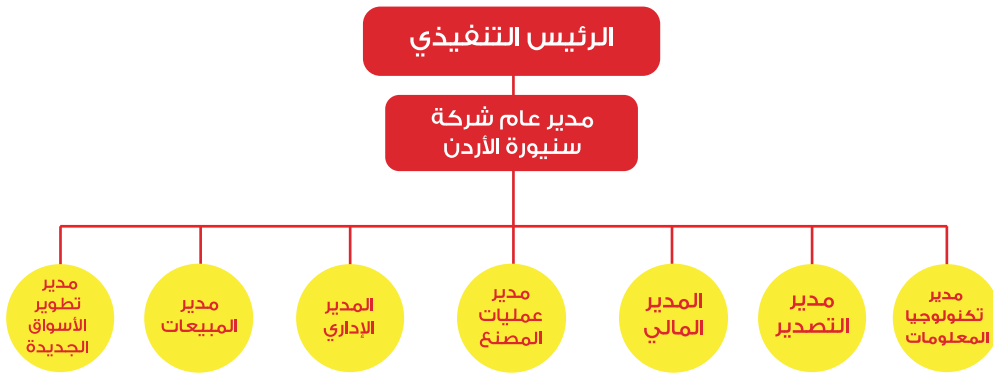 الرئيس التنفيذي
مدير عام شركة
سنيورة الأردن
مدير
تكنولوجيا
المعلومات
مدير
التصدير
المدير
المالي
مدير
عمليات
المصنع
المدير
الإداري
مدير
المبيعات
مدير
تطوير
الأسواق
الجديدة